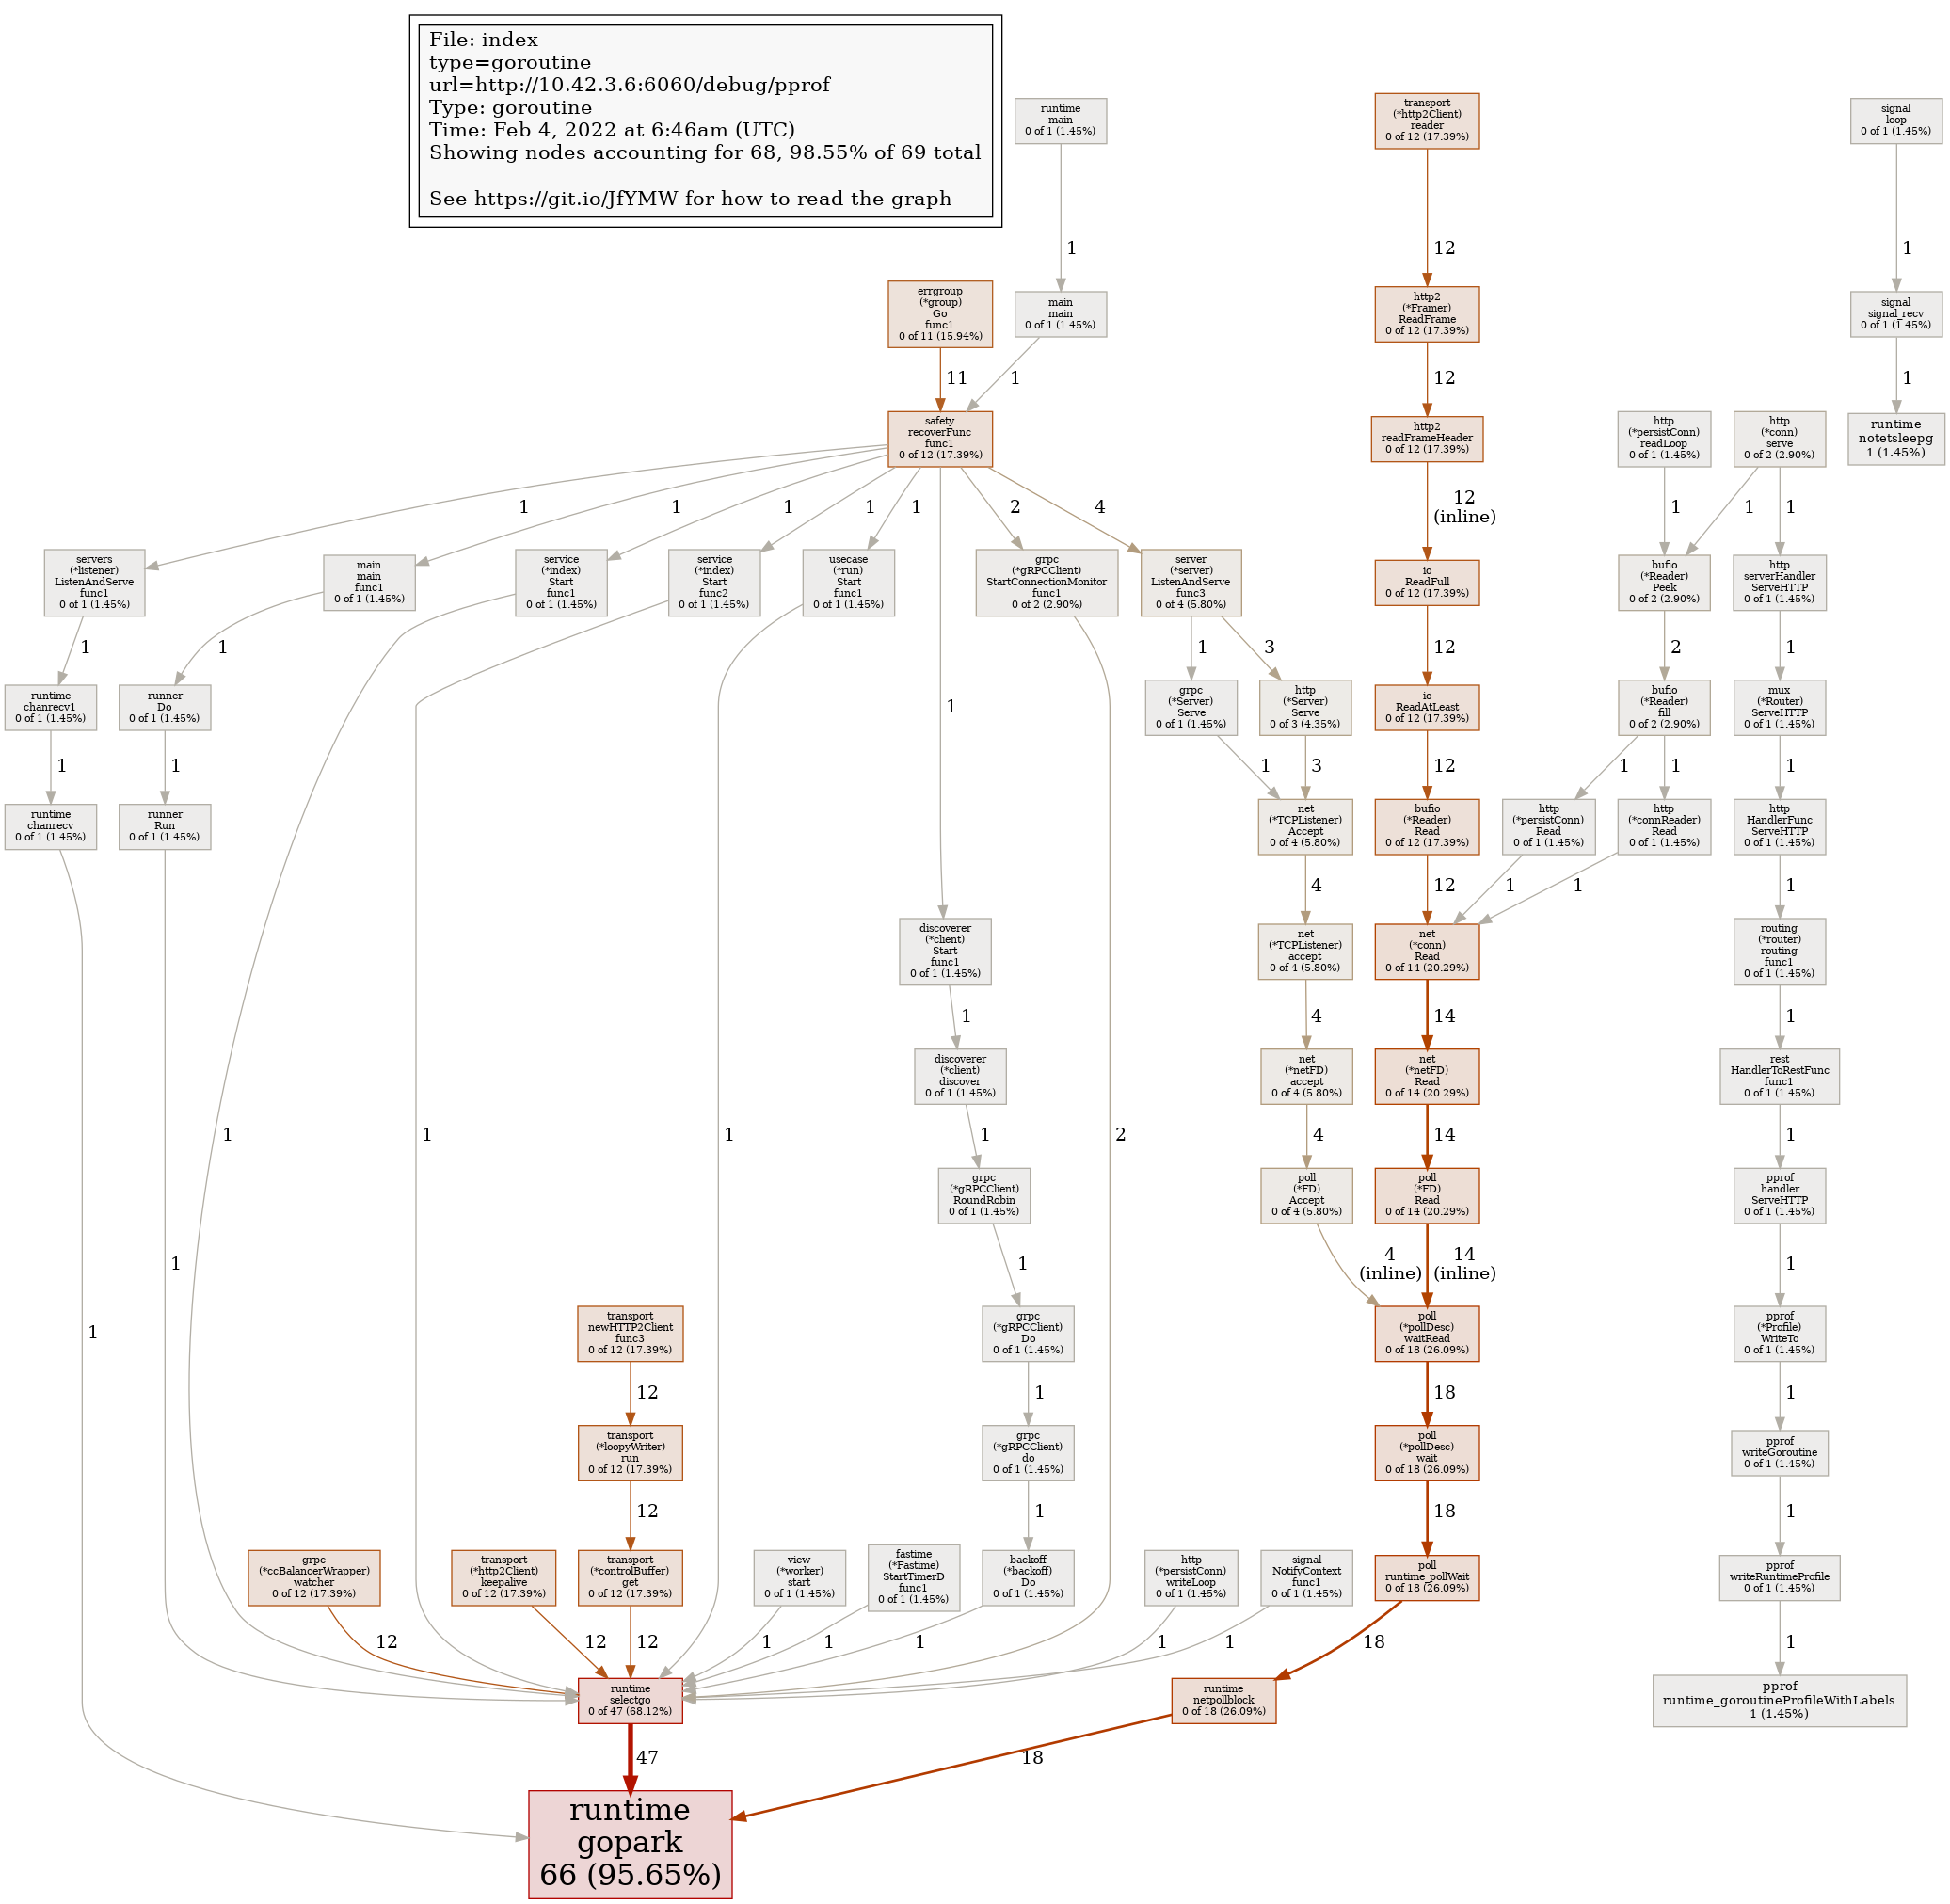 File: index
type=goroutine
url=http://10.42.3.6:6060/debug/pprof
Type: goroutine
Time: Feb 4, 2022 at 6:46am (UTC)
Showing nodes accounting for 68, 98.55% of 69 total
See https://git.io/JfYMW for how to read the graph
runtime
main
0 of 1 (1.45%)
transport
(*http2Client)
reader
0 of 12 (17.39%)
signal
loop
0 of 1 (1.45%)
1
12
1
errgroup
(*group)
Go
func1
0 of 11 (15.94%)
main
main
0 of 1 (1.45%)
http2
(*Framer)
ReadFrame
0 of 12 (17.39%)
signal
signal_recv
0 of 1 (1.45%)
11
1
12
1
safety
recoverFunc
func1
0 of 12 (17.39%)
http2
readFrameHeader
0 of 12 (17.39%)
http
(*persistConn)
readLoop
0 of 1 (1.45%)
http
(*conn)
serve
0 of 2 (2.90%)
runtime
notetsleepg
1 (1.45%)
1
1
1
1
1
2
4
12
(inline)
1
1
1
servers
(*listener)
ListenAndServe
func1
0 of 1 (1.45%)
main
main
func1
0 of 1 (1.45%)
service
(*index)
Start
func1
0 of 1 (1.45%)
service
(*index)
Start
func2
0 of 1 (1.45%)
usecase
(*run)
Start
func1
0 of 1 (1.45%)
grpc
(*gRPCClient)
StartConnectionMonitor
func1
0 of 2 (2.90%)
server
(*server)
ListenAndServe
func3
0 of 4 (5.80%)
io
ReadFull
0 of 12 (17.39%)
bufio
(*Reader)
Peek
0 of 2 (2.90%)
http
serverHandler
ServeHTTP
0 of 1 (1.45%)
1
1
1
3
12
2
1
runtime
chanrecv1
0 of 1 (1.45%)
runner
Do
0 of 1 (1.45%)
1
grpc
(*Server)
Serve
0 of 1 (1.45%)
http
(*Server)
Serve
0 of 3 (4.35%)
io
ReadAtLeast
0 of 12 (17.39%)
bufio
(*Reader)
fill
0 of 2 (2.90%)
mux
(*Router)
ServeHTTP
0 of 1 (1.45%)
1
1
1
3
12
1
1
1
runtime
chanrecv
0 of 1 (1.45%)
runner
Run
0 of 1 (1.45%)
net
(*TCPListener)
Accept
0 of 4 (5.80%)
bufio
(*Reader)
Read
0 of 12 (17.39%)
http
(*persistConn)
Read
0 of 1 (1.45%)
http
(*connReader)
Read
0 of 1 (1.45%)
http
HandlerFunc
ServeHTTP
0 of 1 (1.45%)
4
12
1
1
1
discoverer
(*client)
Start
func1
0 of 1 (1.45%)
net
(*TCPListener)
accept
0 of 4 (5.80%)
net
(*conn)
Read
0 of 14 (20.29%)
routing
(*router)
routing
func1
0 of 1 (1.45%)
1
4
14
1
discoverer
(*client)
discover
0 of 1 (1.45%)
net
(*netFD)
accept
0 of 4 (5.80%)
net
(*netFD)
Read
0 of 14 (20.29%)
rest
HandlerToRestFunc
func1
0 of 1 (1.45%)
1
1
1
1
2
4
14
1
grpc
(*gRPCClient)
RoundRobin
0 of 1 (1.45%)
poll
(*FD)
Accept
0 of 4 (5.80%)
poll
(*FD)
Read
0 of 14 (20.29%)
pprof
handler
ServeHTTP
0 of 1 (1.45%)
1
1
4
(inline)
14
(inline)
1
1
transport
newHTTP2Client
func3
0 of 12 (17.39%)
grpc
(*gRPCClient)
Do
0 of 1 (1.45%)
poll
(*pollDesc)
waitRead
0 of 18 (26.09%)
pprof
(*Profile)
WriteTo
0 of 1 (1.45%)
12
1
18
1
transport
(*loopyWriter)
run
0 of 12 (17.39%)
grpc
(*gRPCClient)
do
0 of 1 (1.45%)
poll
(*pollDesc)
wait
0 of 18 (26.09%)
pprof
writeGoroutine
0 of 1 (1.45%)
12
1
18
1
grpc
(*ccBalancerWrapper)
watcher
0 of 12 (17.39%)
transport
(*http2Client)
keepalive
0 of 12 (17.39%)
transport
(*controlBuffer)
get
0 of 12 (17.39%)
view
(*worker)
start
0 of 1 (1.45%)
fastime
(*Fastime)
StartTimerD
func1
0 of 1 (1.45%)
backoff
(*backoff)
Do
0 of 1 (1.45%)
http
(*persistConn)
writeLoop
0 of 1 (1.45%)
signal
NotifyContext
func1
0 of 1 (1.45%)
poll
runtime_pollWait
0 of 18 (26.09%)
pprof
writeRuntimeProfile
0 of 1 (1.45%)
12
12
12
1
1
1
1
1
18
1
runtime
selectgo
0 of 47 (68.12%)
runtime
netpollblock
0 of 18 (26.09%)
pprof
runtime_goroutineProfileWithLabels
1 (1.45%)
47
18
runtime
gopark
66 (95.65%)